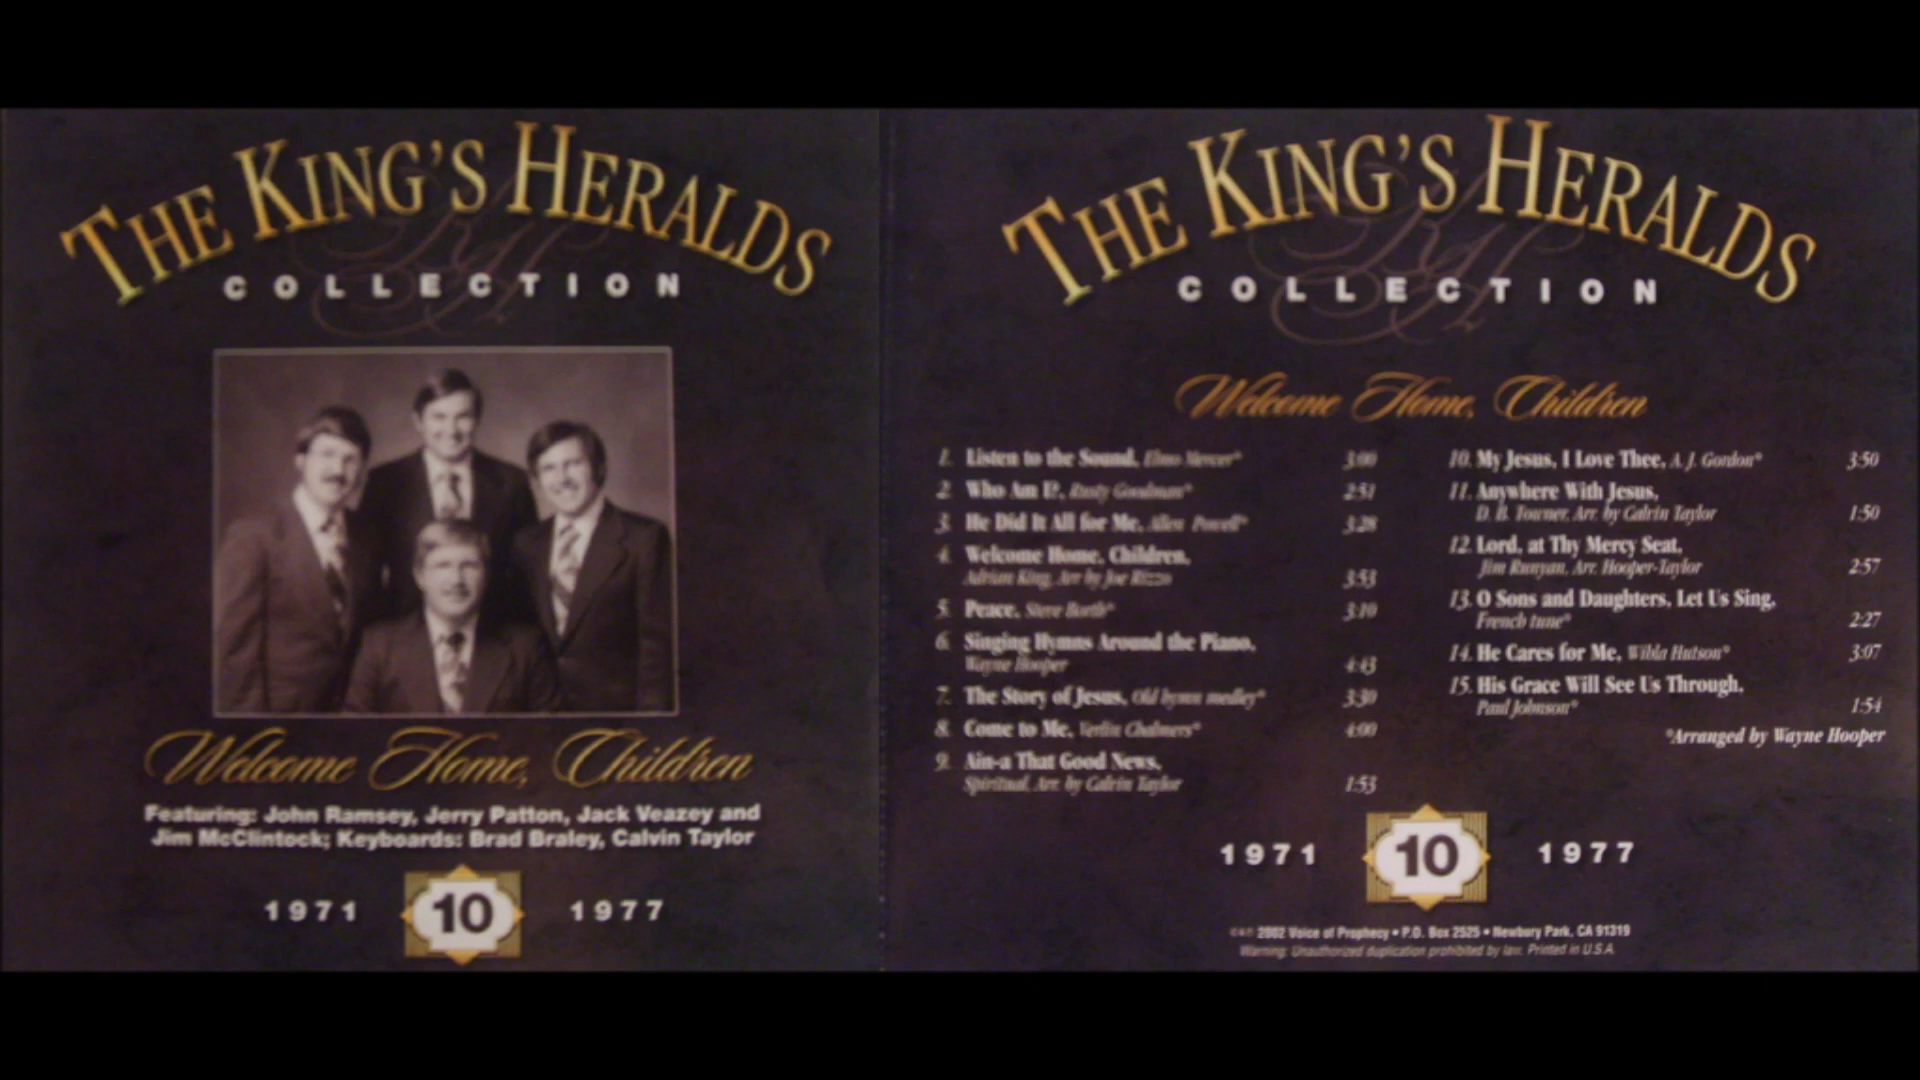 THE KING'S HERALDS
COLLECTION
Welcome Home, Children
Featuring: John Ramsey, Jerry Patton, Jack Veazey and
Jim McClintock; Keyboards: Brad Braley, Calvin Taylor
1971 10 1977
THE KING'S HERALDS
COLLECTION
Welcome Home, Children
1. Listen to the Sound, Elmo Mercer* 3:00
2. Who Am I?, Rusty Goodman* 2:51
3. He Did It All for Me, Allen Powell* 3:28
4. Welcome Home, Children,
Adrian King, Arr by Joe Rizzo 3:53
5. Peace, Steve 3:10
6. Singing Hymns Around the Piano,
Wayne Hooper 4:43
7. The Story of Jesus, Old hymn medley* 3:30
8. Come to Me, Verlin Chalmers* 4:00
9. Ain-a That Good News,
Spiritual, Arr. by Calvin Taylor 1:53
10. My Jesus, I Love Thee, A. J. Gordon* 3:50
11. Anywhere With Jesus,
D. B. Towner, Arr. by Calvin Taylor 1:50
12. Lord, at Thy Mercy Seat,
Jim Runyan, Arr. Hooper-Taylor 2:57
13. O Sons and Daughters, Let Us Sing,
French tune* 2:27
14. He Cares for Me, Wibla Hutson* 3:07
15. His Grace Will See Us Through,
Paul Johnson* 1:54
*Arranged by Wayne Hooper
1971 10 1977
2002 Voice of Prophecy • P.O. Box 2525 • Newbury Park, CA 91319
Warning: Unauthorized duplication prohibited by law. Printed in U.S.A.